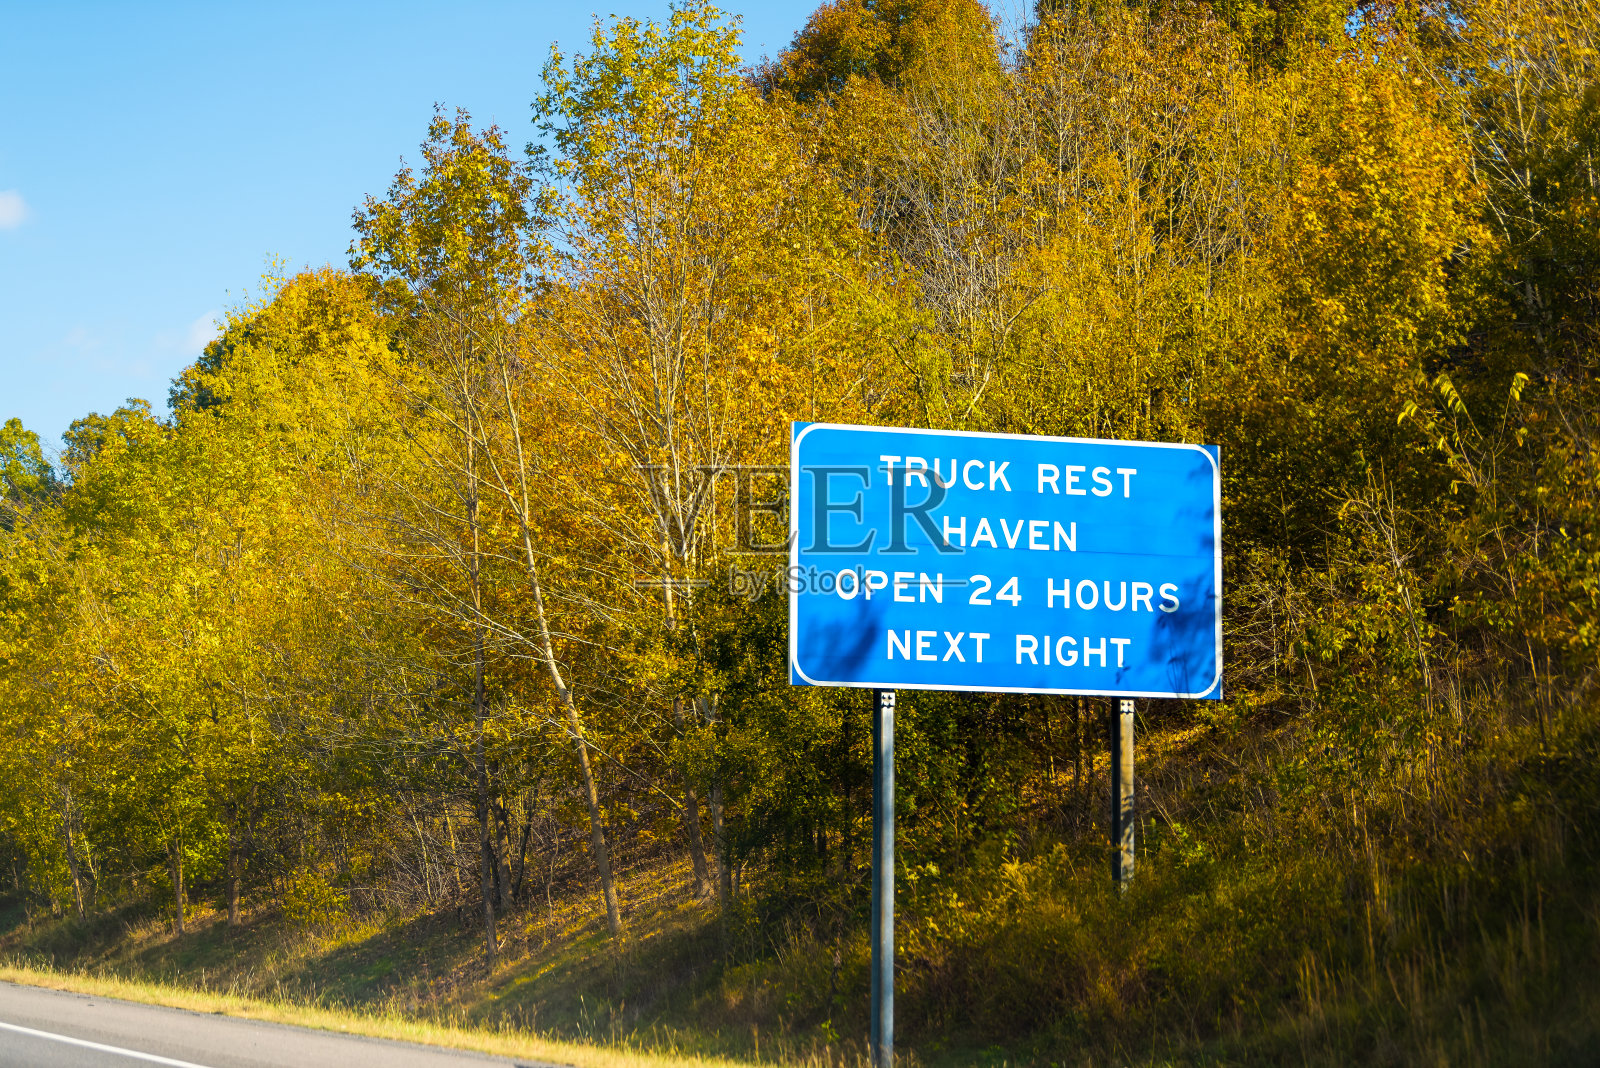 TRUCK REST
HAVEN
OPEN 24 HOURS
NEXT RIGHT
VEER
by iStock